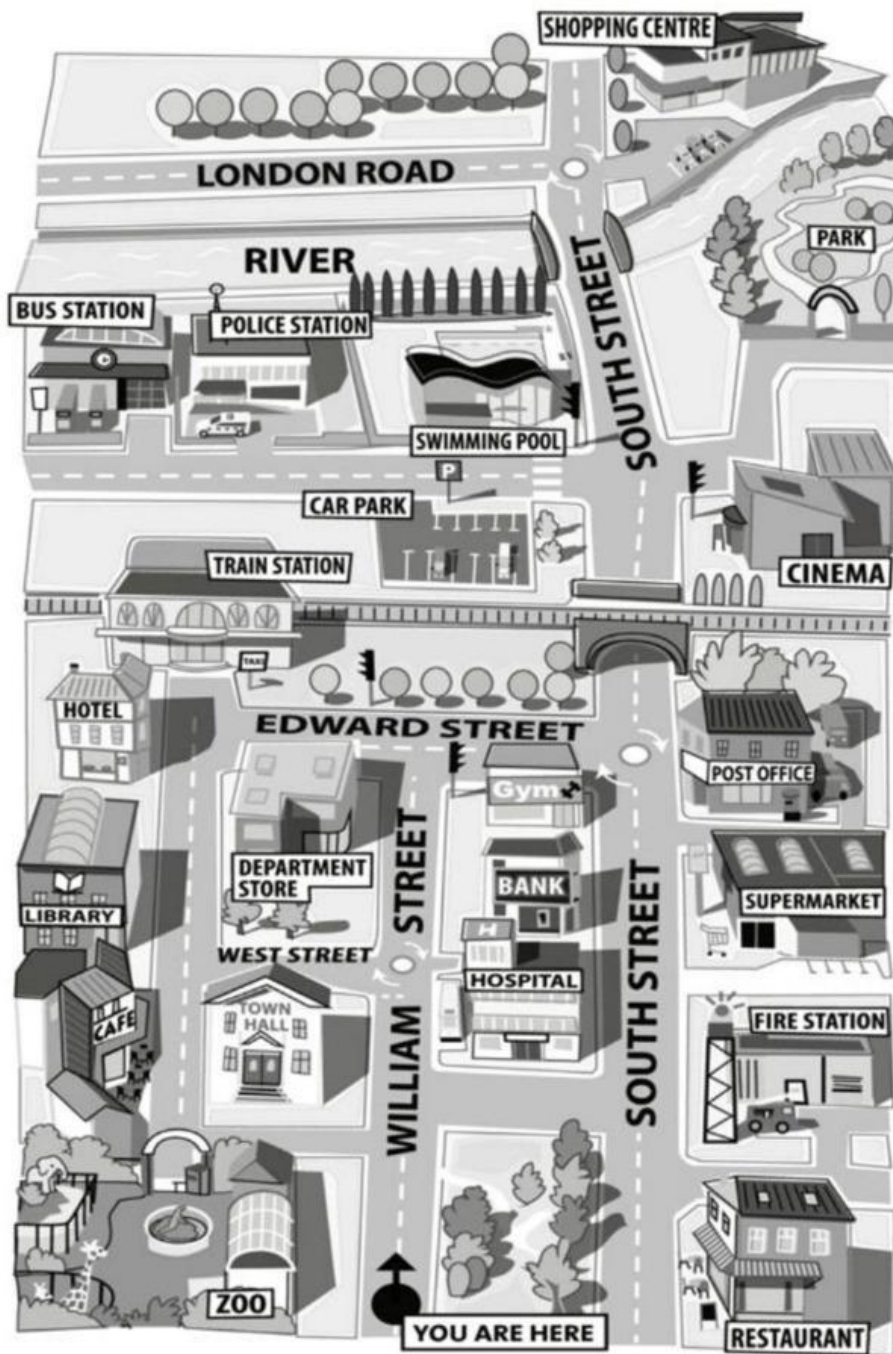 SHOPPING CENTRE
LONDON ROAD
RIVER
PARK
SOUTH STREET
BUS STATION
POLICE STATION
SWIMMING POOL
P
CAR PARK
CINEMA
TRAIN STATION
TAXI
HOTEL
EDWARD STREET
POST OFFICE
Gym
DEPARTMENT
STORE
WILLIAM STREET
BANK
SUPERMARKET
LIBRARY
WEST STREET
H
HOSPITAL
SOUTH STREET
CAFE
TOWN
HALL
FIRE STATION
ZOO
YOU ARE HERE
RESTAURANT